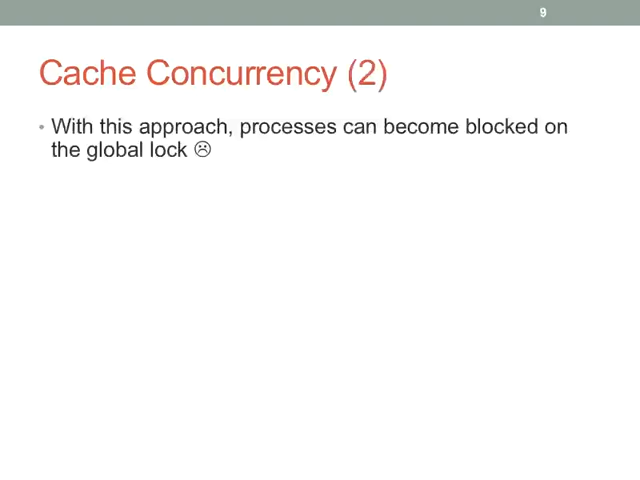 9
Cache Concurrency (2)
• With this approach, processes can become blocked on
the global lock ☹